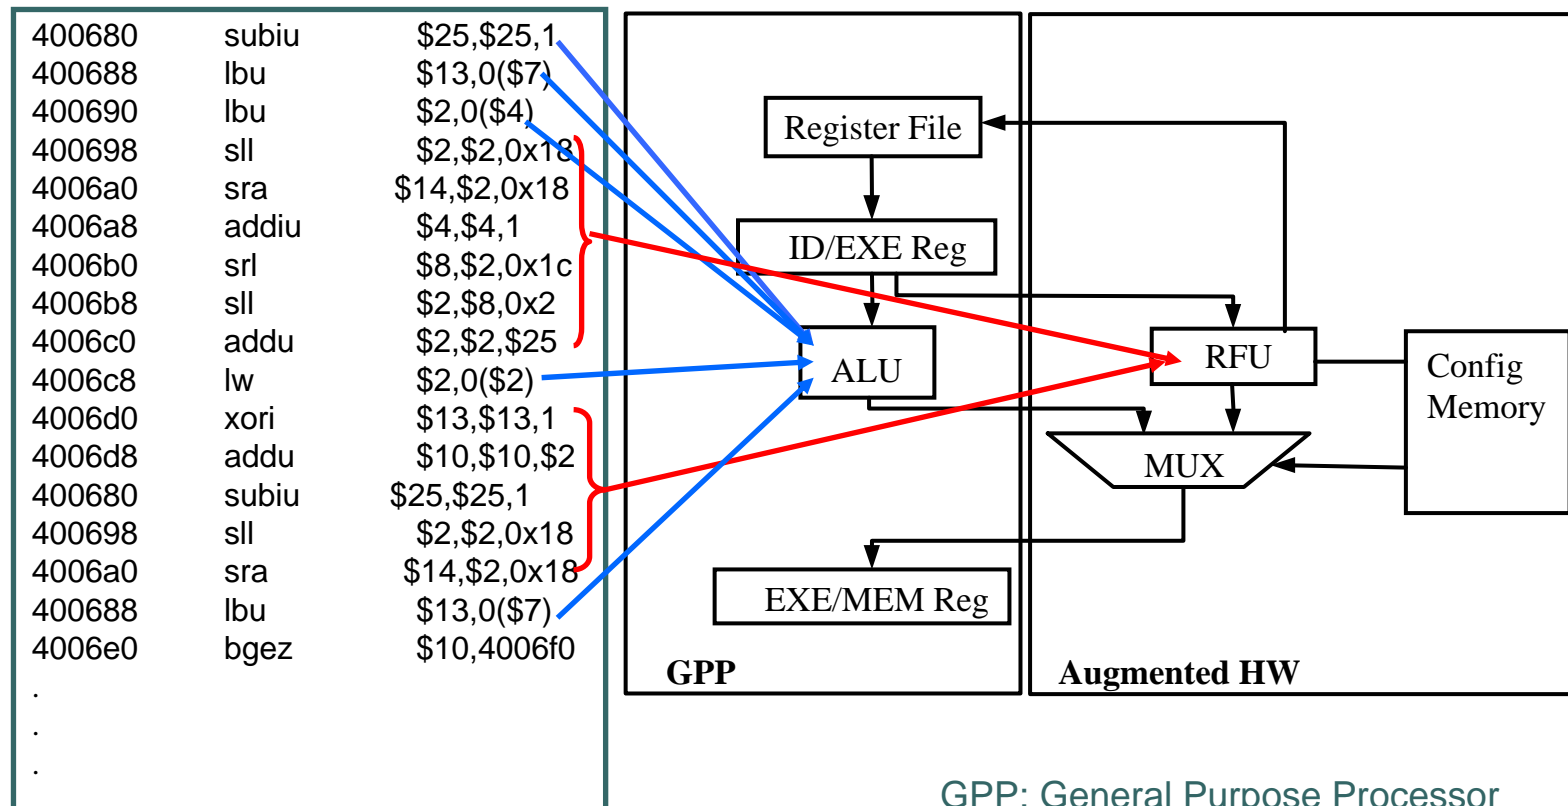 400680 subiu $25,$25,1
400688 lbu $13,0($7)
400690 lbu $2,0($4)
400698 sll $2,$2,0x18
4006a0 sra $14,$2,0x18
4006a8 addiu $4,$4,1
4006b0 srl $8,$2,0x1c
4006b8 sll $2,$8,0x2
4006c0 addu $2,$2,$25
4006c8 lw $2,0($2)
4006d0 xori $13,$13,1
4006d8 addu $10,$10,$2
400680 subiu $25,$25,1
400698 sll $2,$2,0x18
4006a0 sra $14,$2,0x18
400688 lbu $13,0($7)
4006e0 bgez $10,4006f0
.
.
.
Register File
ID/EXE Reg
ALU
EXE/MEM Reg
GPP
RFU
MUX
Config
Memory
Augmented HW
GPP: General Purpose Processor